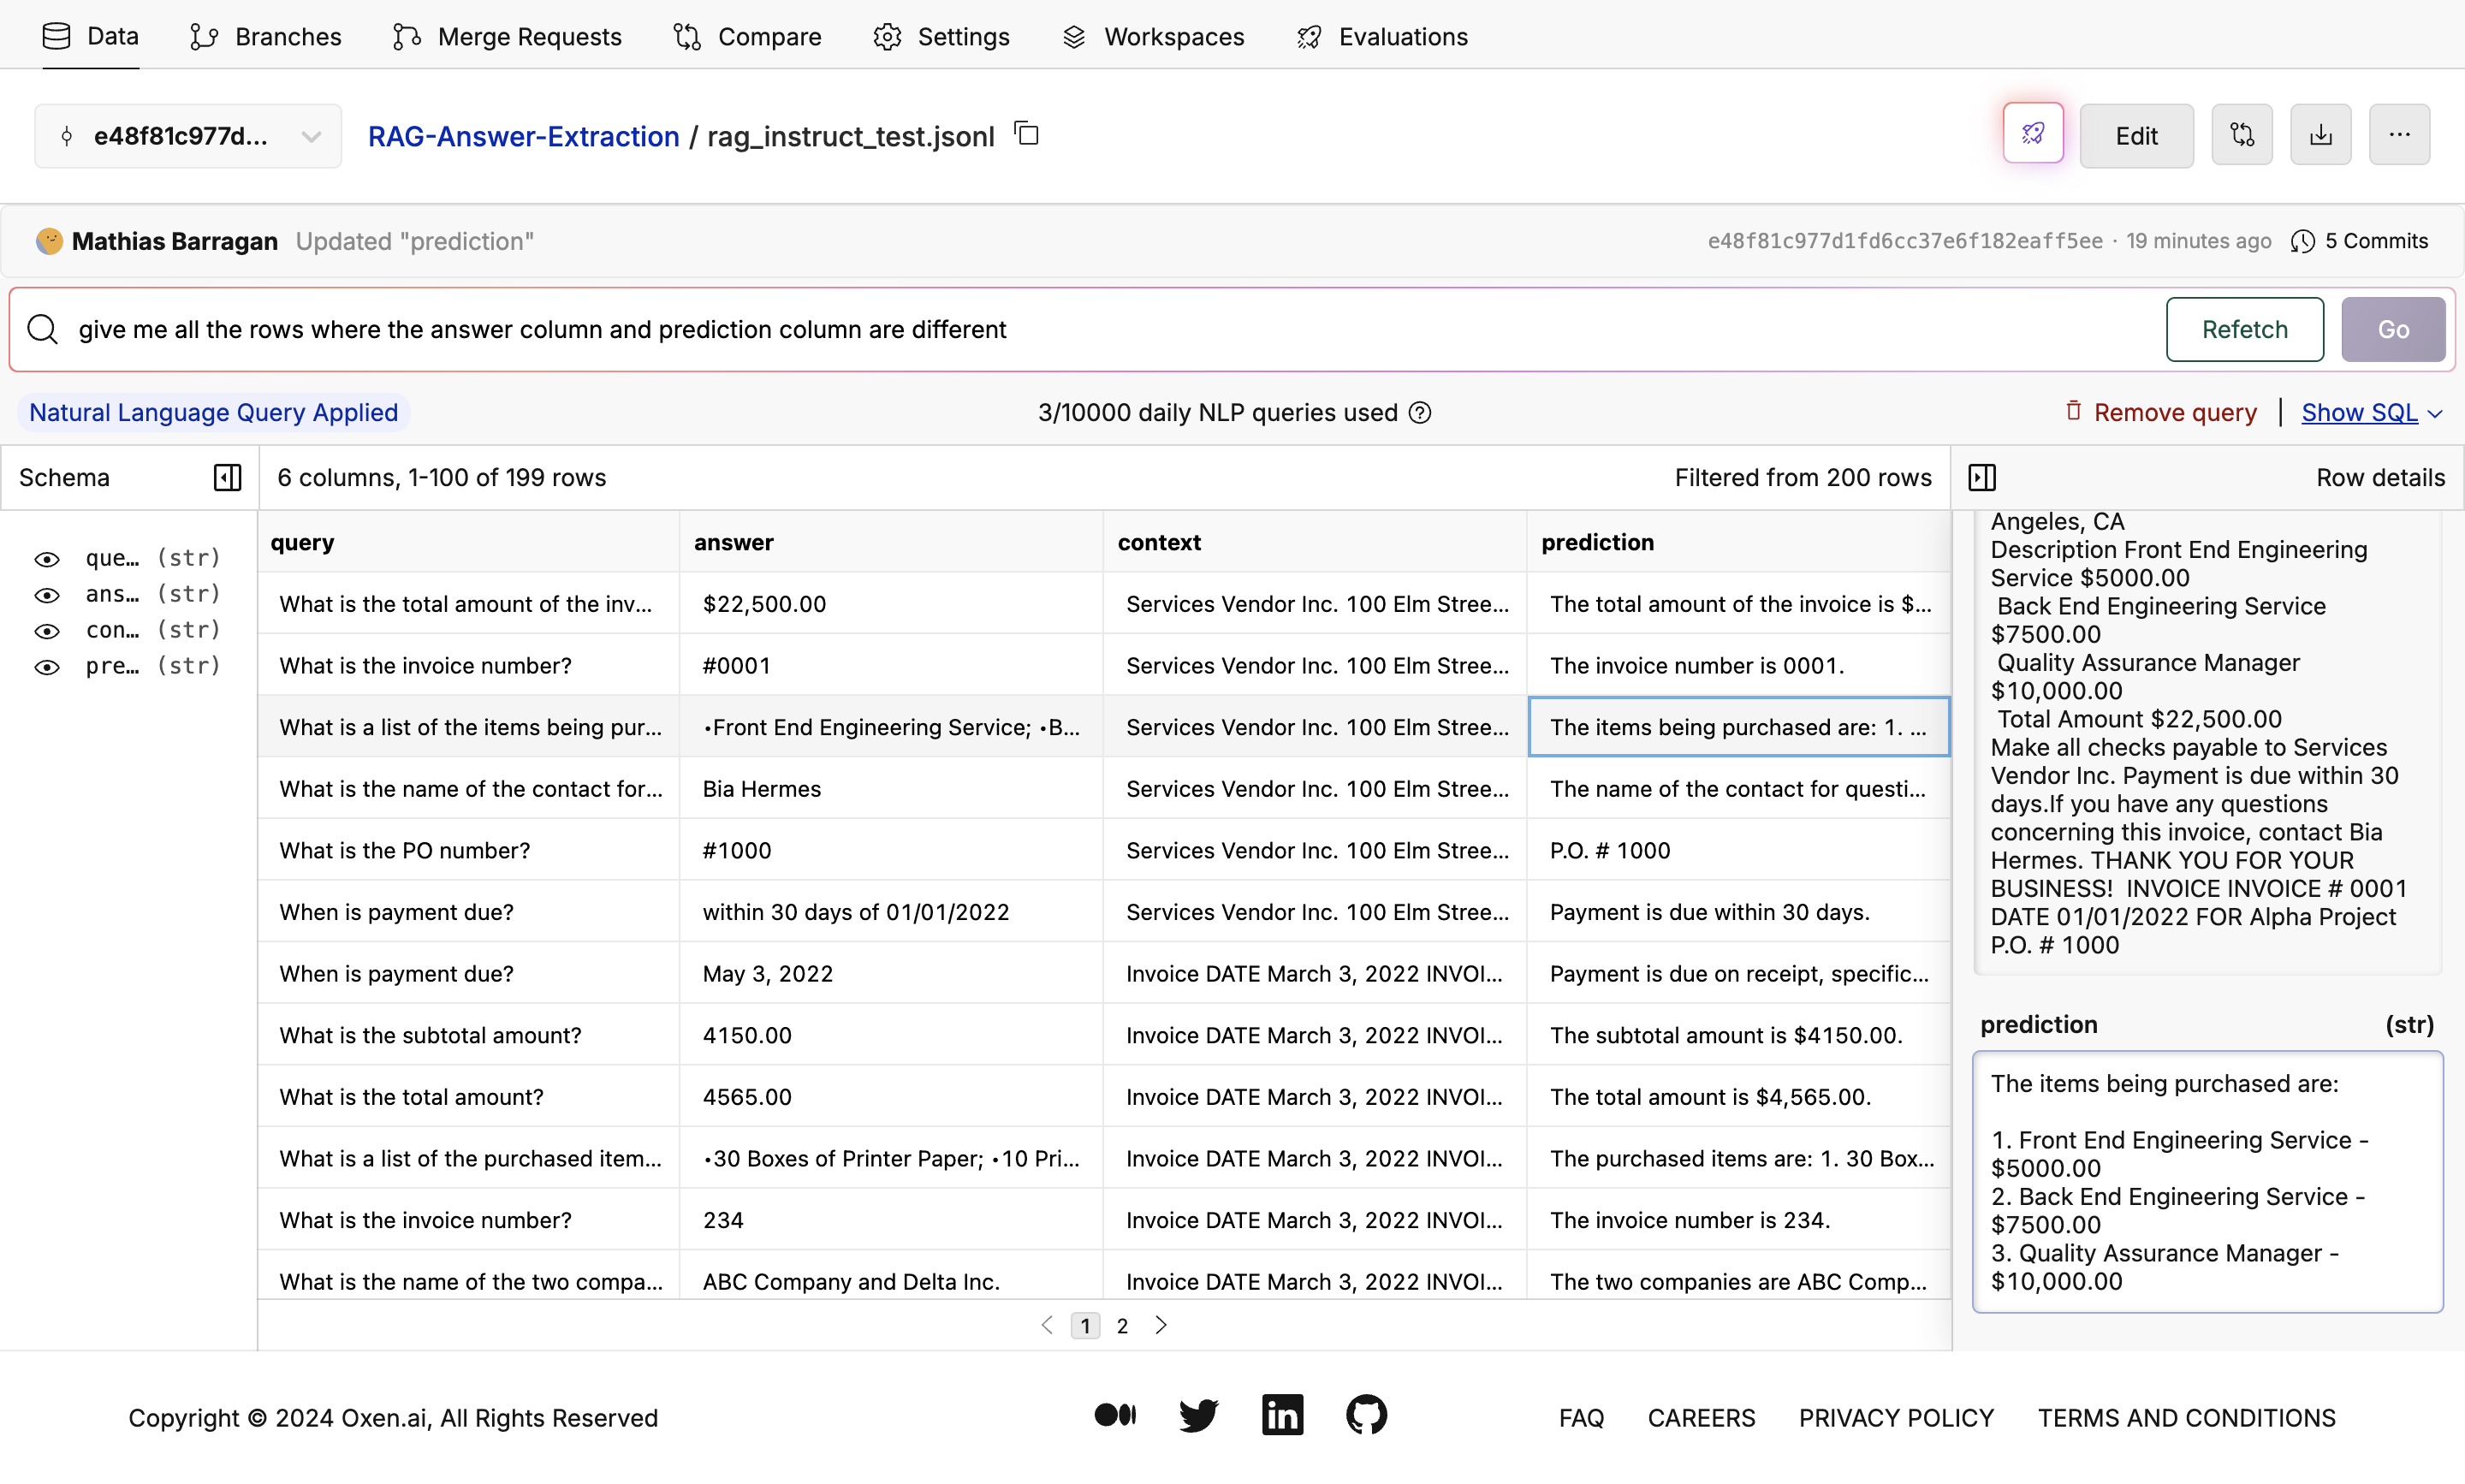 Data Branches Merge Requests Compare Settings Workspaces Evaluations
e48f81c977d... RAG-Answer-Extraction / rag_instruct_test.jsonl Edit ...
Mathias Barragan Updated "prediction" e48f81c977d1fd6cc37e6f182eaff5ee · 19 minutes ago 5 Commits
give me all the rows where the answer column and prediction column are different Refetch Go
Natural Language Query Applied 3/10000 daily NLP queries used ? Remove query | Show SQL
Schema 6 columns, 1-100 of 199 rows Filtered from 200 rows Row details
que... (str)
ans... (str)
con... (str)
pre... (str)
query answer context prediction
What is the total amount of the inv... $22,500.00 Services Vendor Inc. 100 Elm Stree... The total amount of the invoice is $...
What is the invoice number? #0001 Services Vendor Inc. 100 Elm Stree... The invoice number is 0001.
What is a list of the items being pur... •Front End Engineering Service; •B... Services Vendor Inc. 100 Elm Stree... The items being purchased are: 1. ...
What is the name of the contact for... Bia Hermes Services Vendor Inc. 100 Elm Stree... The name of the contact for questi...
What is the PO number? #1000 Services Vendor Inc. 100 Elm Stree... P.O. # 1000
When is payment due? within 30 days of 01/01/2022 Services Vendor Inc. 100 Elm Stree... Payment is due within 30 days.
When is payment due? May 3, 2022 Invoice DATE March 3, 2022 INVOI... Payment is due on receipt, specific...
What is the subtotal amount? 4150.00 Invoice DATE March 3, 2022 INVOI... The subtotal amount is $4150.00.
What is the total amount? 4565.00 Invoice DATE March 3, 2022 INVOI... The total amount is $4,565.00.
What is a list of the purchased item... •30 Boxes of Printer Paper; •10 Pri... Invoice DATE March 3, 2022 INVOI... The purchased items are: 1. 30 Box...
What is the invoice number? 234 Invoice DATE March 3, 2022 INVOI... The invoice number is 234.
What is the name of the two compa... ABC Company and Delta Inc. Invoice DATE March 3, 2022 INVOI... The two companies are ABC Comp...
1 2
Angeles, CA
Description Front End Engineering
Service $5000.00
Back End Engineering Service
$7500.00
Quality Assurance Manager
$10,000.00
Total Amount $22,500.00
Make all checks payable to Services
Vendor Inc. Payment is due within 30
days.If you have any questions
concerning this invoice, contact Bia
Hermes. THANK YOU FOR YOUR
BUSINESS!  INVOICE INVOICE # 0001
DATE 01/01/2022 FOR Alpha Project
P.O. # 1000
prediction (str)
The items being purchased are:
1. Front End Engineering Service -
$5000.00
2. Back End Engineering Service -
$7500.00
3. Quality Assurance Manager -
$10,000.00
Copyright © 2024 Oxen.ai, All Rights Reserved in FAQ CAREERS PRIVACY POLICY TERMS AND CONDITIONS